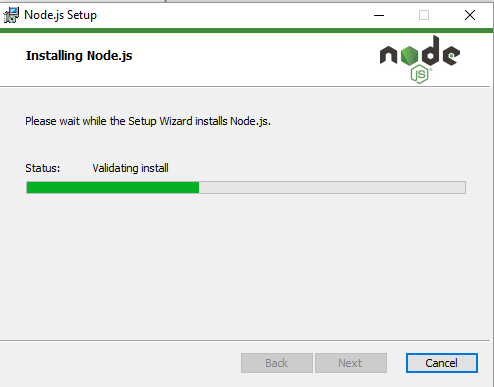 Node.js Setup
Installing Node.js
node
JS
Please wait while the Setup Wizard installs Node.js.
Status: Validating install
Back Next Cancel